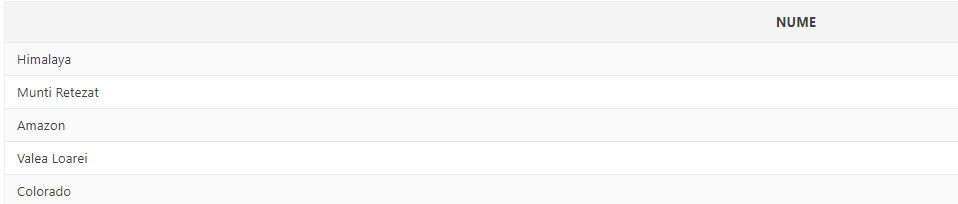 NUME
Himalaya
Munti Retezat
Amazon
Valea Loarei
Colorado